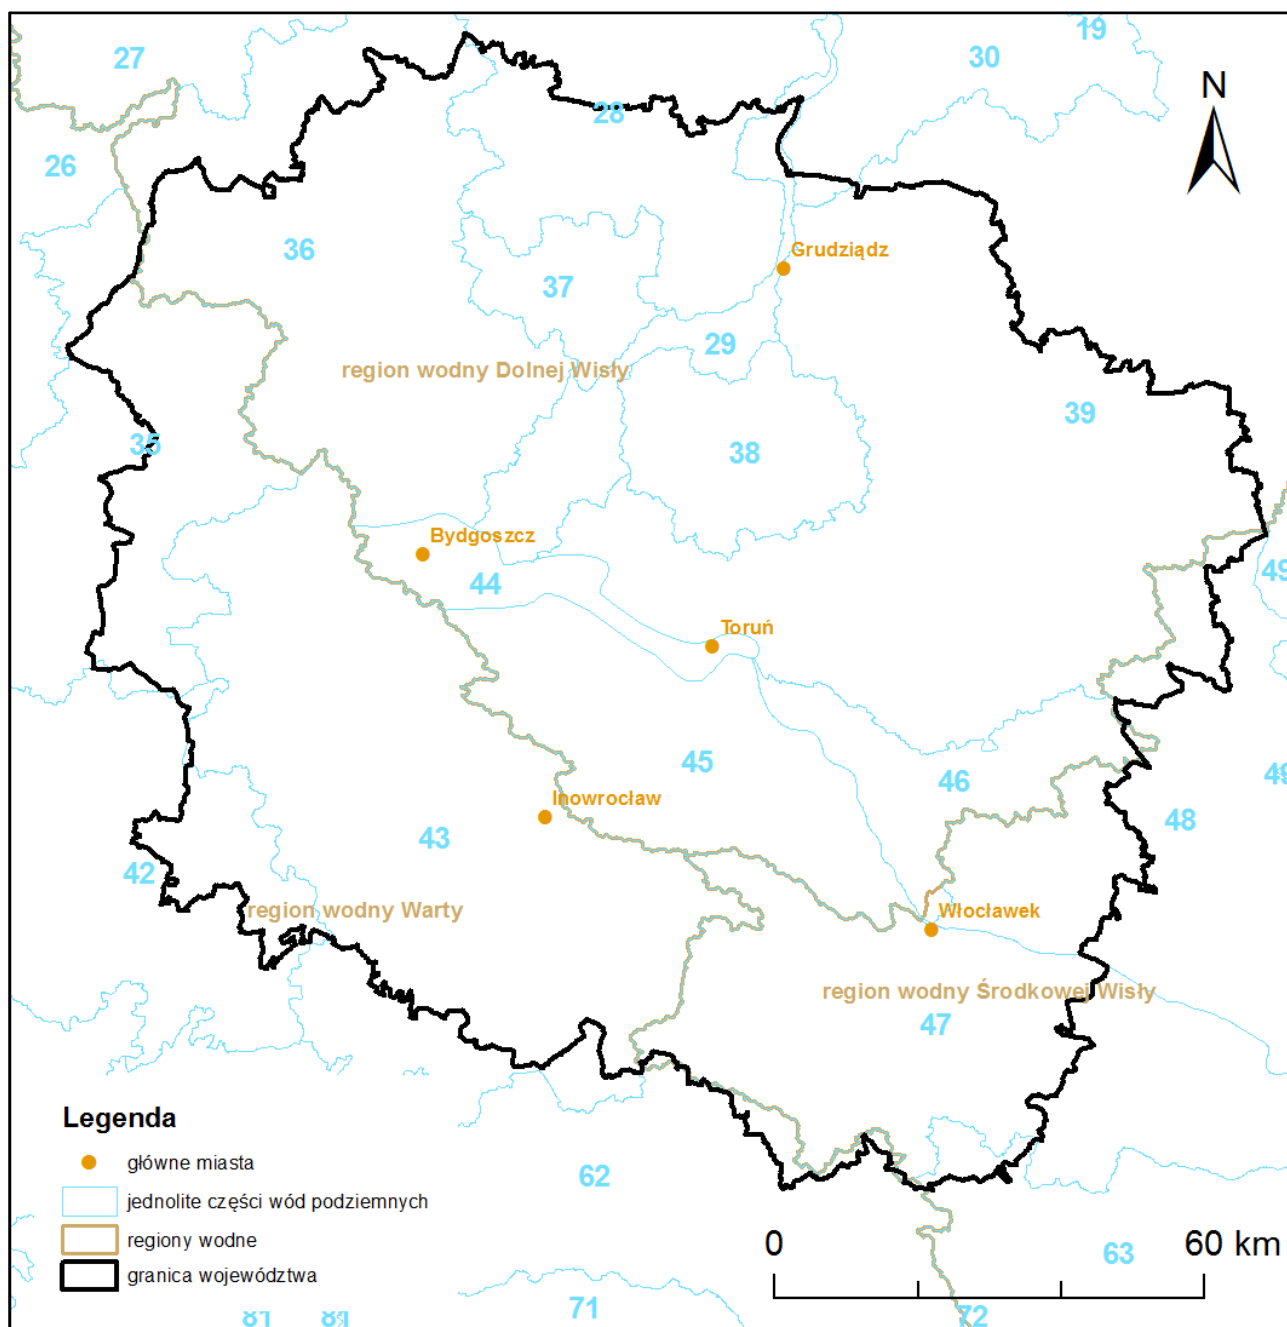 19
27
30
N
28
26
36
Grudziądz
37
29
region wodny Dolnej Wisły
39
35
38
Bydgoszcz
49
44
Toruń
45
46
49
Inowrocław
48
43
42
region wodny Warty
Włocławek
region wodny Środkowej Wisły
47
Legenda
główne miasta
62
jednolite części wód podziemnych
regiony wodne
0
60 km
63
granica województwa
71
72
81